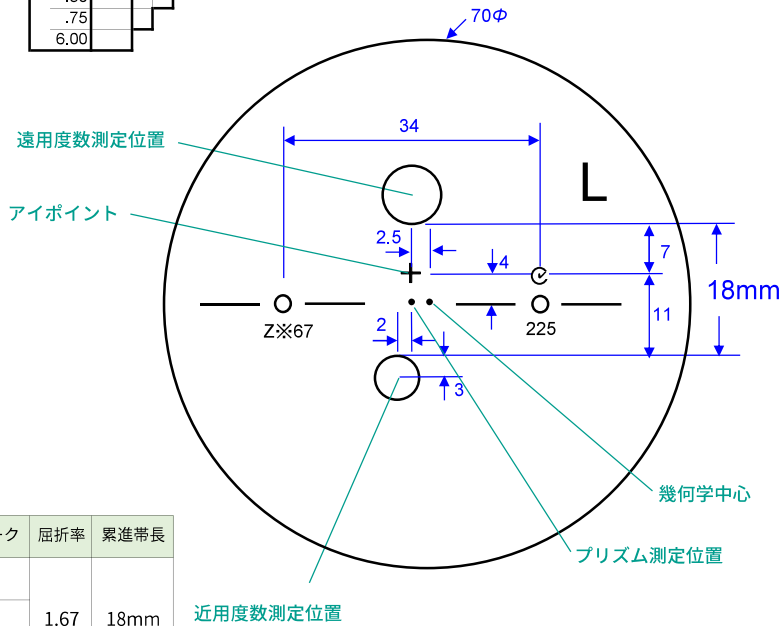 .75
6.00
70Φ
34
遠用度数測定位置
L
アイポイント
2.5
4
7
18mm
11
Z※67
225
2
3
幾何学中心
プリズム測定位置
近用度数測定位置
ーク 屈折率 累進帯長
1.67 18mm